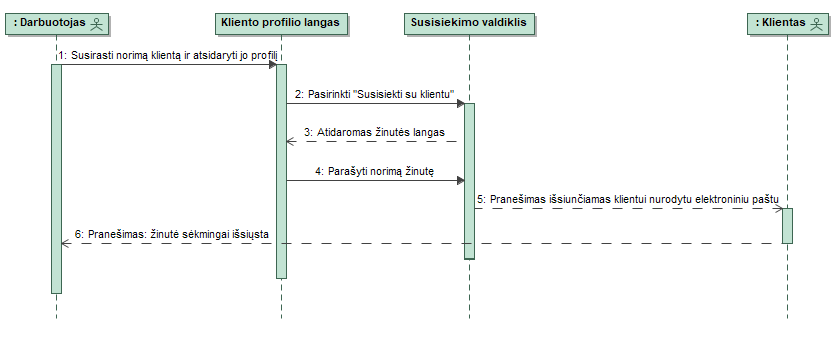 : Darbuotojas
Kliento profilio langas
Susisiekimo valdiklis
: Klientas
1: Susirasti norimą klientą ir atsidaryti jo profilį
2: Pasirinkti "Susisiekti su klientu"
3: Atidaromas žinutės langas
4: Parašyti norimą žinutę
5: Pranešimas išsiunčiamas klientui nurodytu elektroniniu paštu
6: Pranešimas: žinutė sėkmingai išsiųsta